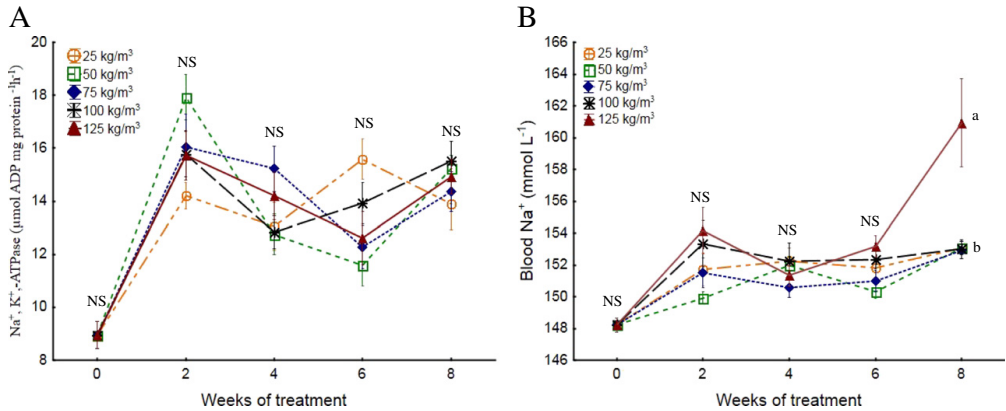 A
Na⁺, K⁺ -ATPase (µmol ADP mg protein ⁻¹h⁻¹)
20
18
16
14
12
10
8
25 kg/m³
50 kg/m³
75 kg/m³
100 kg/m³
125 kg/m³
NS
NS
NS
NS
NS
0 2 4 6 8
Weeks of treatment
B
Blood Na⁺ (mmol L⁻¹)
166
164
162
160
158
156
154
152
150
148
146
25 kg/m³
50 kg/m³
75 kg/m³
100 kg/m³
125 kg/m³
a
NS
NS
NS
b
NS
0 2 4 6 8
Weeks of treatment